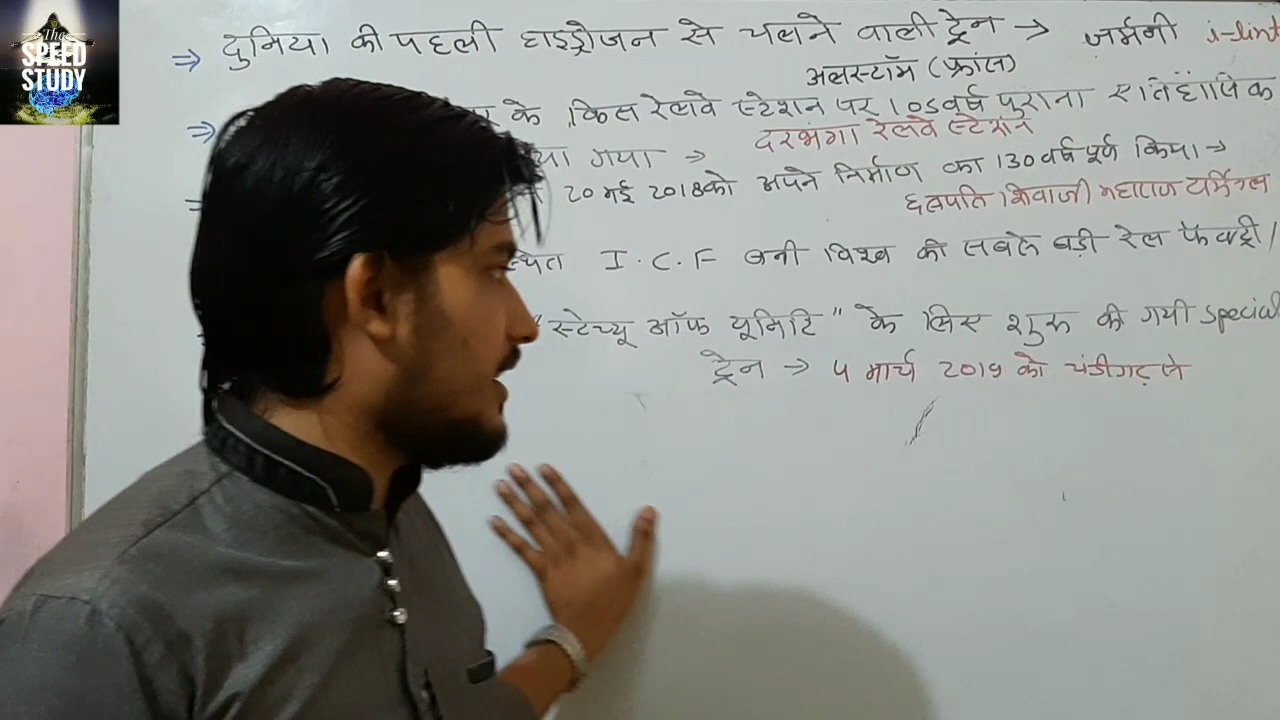 The
SPEED
STUDY
⇒ दुनिया की पहली हाइड्रोजन से चलने वाली ट्रेन → जर्मनी i-lint
अलस्टॉम (फ्रांस)
⇒ के किस रेलवे स्टेशन पर 105 वर्ष पुराना
या गया → दरभंगा रेलवे स्टेशन
⇒ 20 मई 2018 को अपने निर्माण का 130 वर्ष पूर्ण किया →
छत्रपति शिवाजी महाराज टर्मिनल
I.C.F बनी विश्व की सबसे बड़ी रेल फैक्ट्री।
"स्टेच्यू ऑफ यूनिटि" के लिए शुरू की गयी special
ट्रेन → 4 मार्च 2019 को चंडीगढ़ से